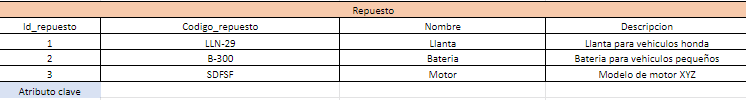 Repuesto
Id_repuesto Codigo_repuesto Nombre Descripcion
1 LLN-29 Llanta Llanta para vehiculos honda
2 B-300 Bateria Bateria para vehiculos pequeños
3 SDFSF Motor Modelo de motor XYZ
Atributo clave